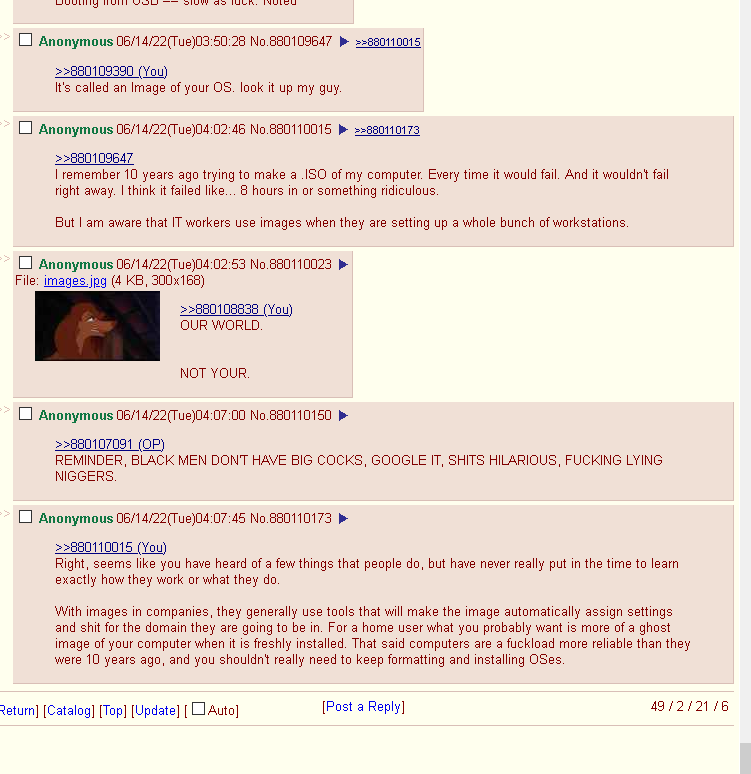 Booting from USB == slow as fuck. Noted
>> Anonymous 06/14/22(Tue)03:50:28 No.880109647 ▶ >>880110015
>>880109390 (You)
It's called an Image of your OS. look it up my guy.
>> Anonymous 06/14/22(Tue)04:02:46 No.880110015 ▶ >>880110173
>>880109647
I remember 10 years ago trying to make a .ISO of my computer. Every time it would fail. And it wouldn't fail
right away. I think it failed like... 8 hours in or something ridiculous.
But I am aware that IT workers use images when they are setting up a whole bunch of workstations.
>> Anonymous 06/14/22(Tue)04:02:53 No.880110023 ▶
File: images.jpg (4 KB, 300x168)
>>880108838 (You)
OUR WORLD.
NOT YOUR.
>> Anonymous 06/14/22(Tue)04:07:00 No.880110150 ▶
>>880107091 (OP)
REMINDER, BLACK MEN DON'T HAVE BIG COCKS, GOOGLE IT, SHITS HILARIOUS, FUCKING LYING
NIGGERS.
>> Anonymous 06/14/22(Tue)04:07:45 No.880110173 ▶
>>880110015 (You)
Right, seems like you have heard of a few things that people do, but have never really put in the time to learn
exactly how they work or what they do.
With images in companies, they generally use tools that will make the image automatically assign settings
and shit for the domain they are going to be in. For a home user what you probably want is more of a ghost
image of your computer when it is freshly installed. That said computers are a fuckload more reliable than they
were 10 years ago, and you shouldn't really need to keep formatting and installing OSes.
Return] [Catalog] [Top] [Update] [ Auto] [Post a Reply] 49 / 2 / 21 / 6